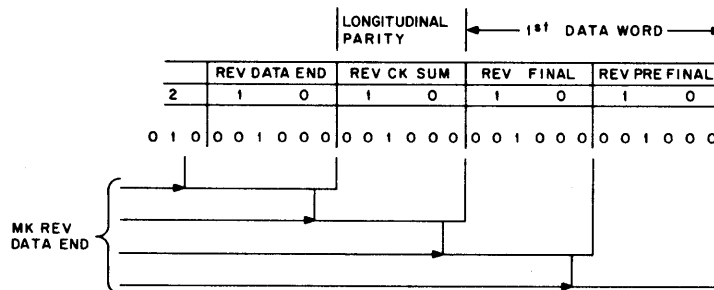 LONGITUDINAL
PARITY
1st DATA WORD
REV DATA END REV CK SUM REV FINAL REV PRE FINAL
2 1 0 1 0 1 0 1 0
0 1 0 0 0 1 0 0 0 0 0 1 0 0 0 0 0 1 0 0 0 0 0 1 0 0 0
MK REV
DATA END